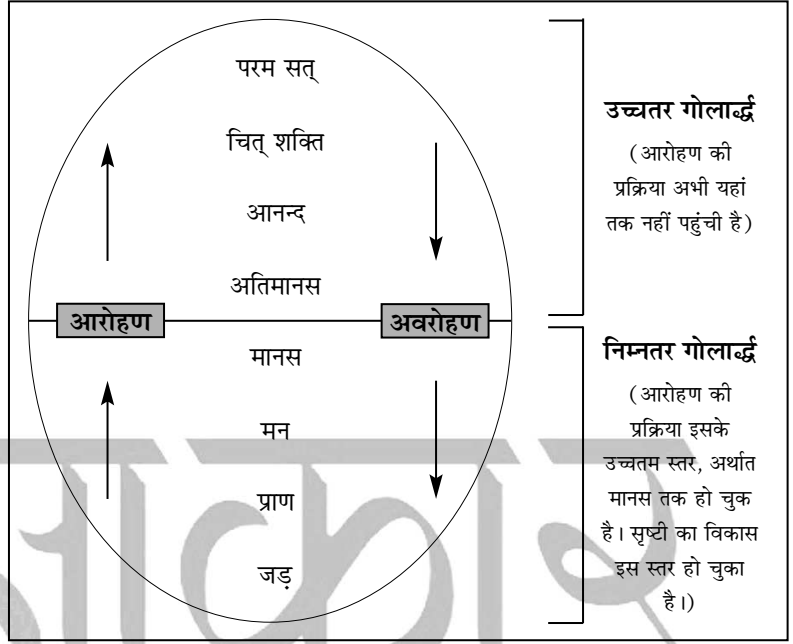 परम सत्
चित् शक्ति
आनन्द
अतिमानस
आरोहण
अवरोहण
मानस
मन
प्राण
जड़
उच्चतर गोलार्द्ध
(आरोहण की
प्रक्रिया अभी यहां
तक नहीं पहुंची है)
निम्नतर गोलार्द्ध
(आरोहण की
प्रक्रिया इसके
उच्चतम स्तर, अर्थात
मानस तक हो चुक
है। सृष्टी का विकास
इस स्तर हो चुका
है।)